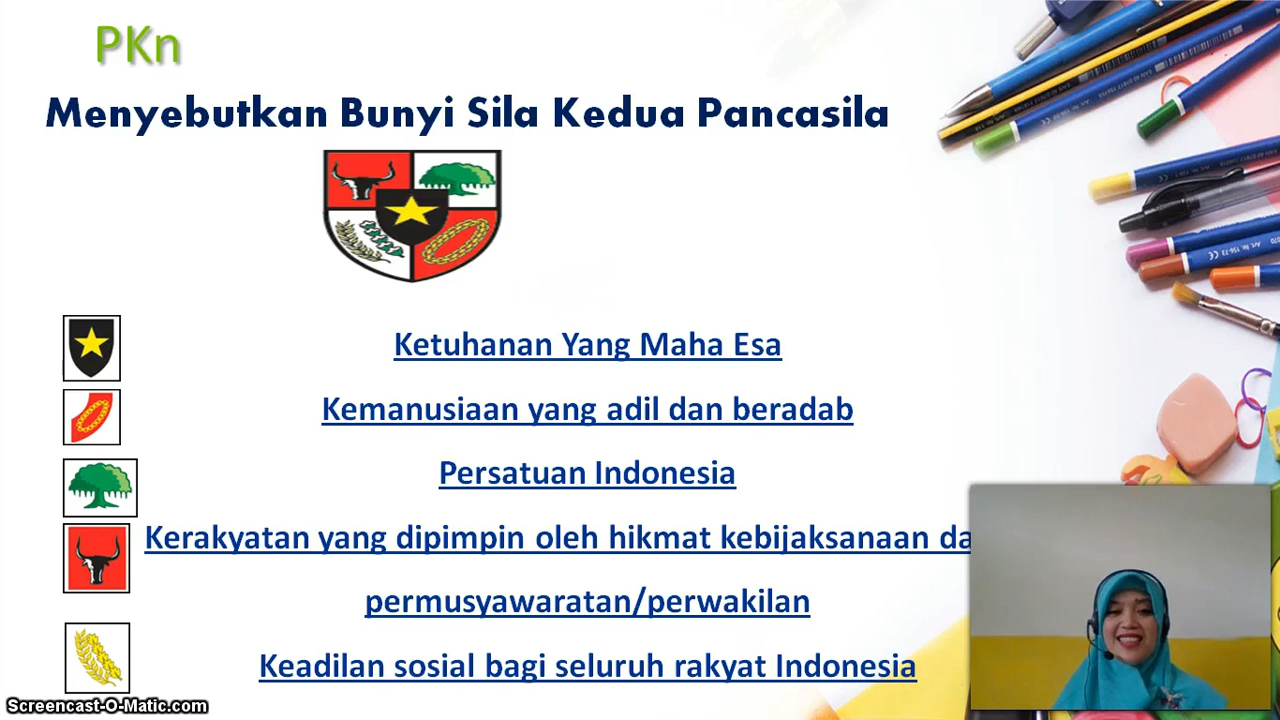 PKn
Menyebutkan Bunyi Sila Kedua Pancasila
Ketuhanan Yang Maha Esa
Kemanusiaan yang adil dan beradab
Persatuan Indonesia
Kerakyatan yang dipimpin oleh hikmat kebijaksanaan da
permusyawaratan/perwakilan
Keadilan sosial bagi seluruh rakyat Indonesia
Screencast-O-Matic.com